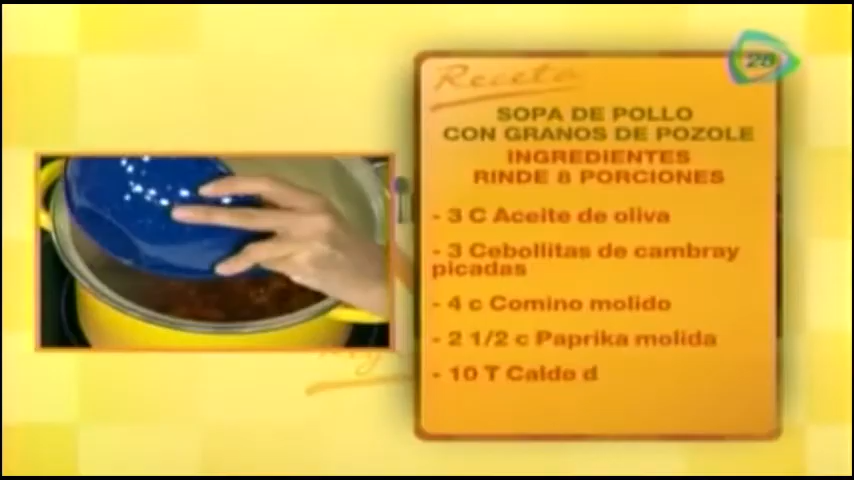 28
Receta
SOPA DE POLLO
CON GRANOS DE POZOLE
INGREDIENTES
RINDE 8 PORCIONES
- 3 C Aceite de oliva
- 3 Cebollitas de cambray
picadas
- 4 c Comino molido
- 2 1/2 c Paprika molida
- 10 T Caldo d